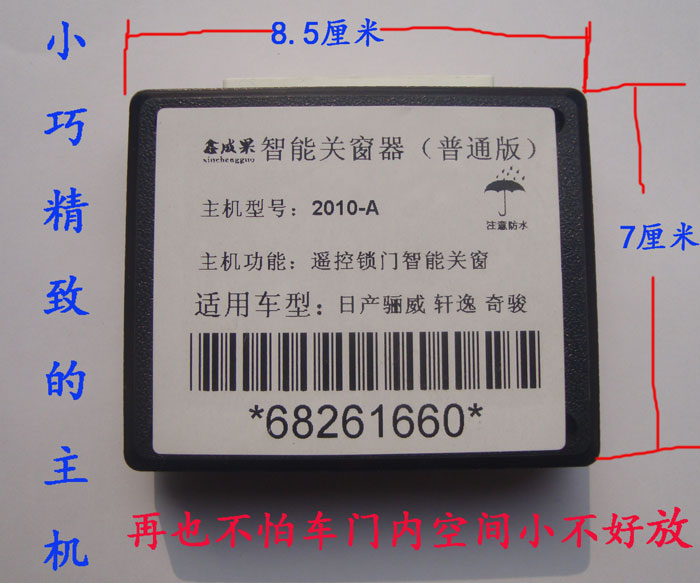 小巧精致的主机
8.5厘米
7厘米
鑫成果 智能关窗器（普通版）
xinchengguo
注意防水
主机型号：2010-A
主机功能：遥控锁门智能关窗
适用车型：日产骊威 轩逸 奇骏
*68261660*
再也不怕车门内空间小不好放